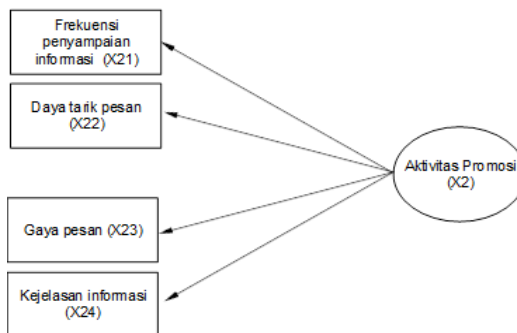 Frekuensi
penyampaian
informasi (X21)
Daya tarik pesan
(X22)
Aktivitas Promosi
(X2)
Gaya pesan (X23)
Kejelasan informasi
(X24)